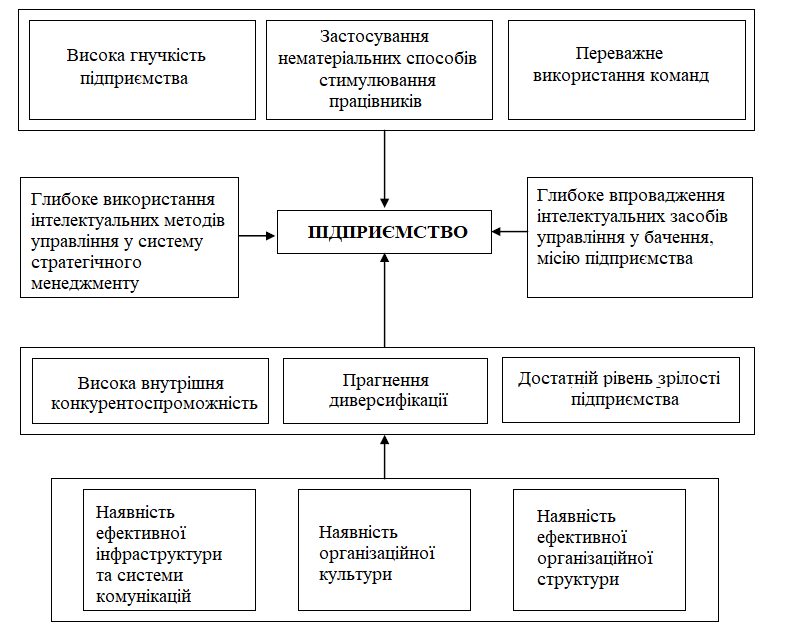 Висока гнучкість
підприємства
Застосування
нематеріальних способів
стимулювання
працівників
Переважне
використання команд
Глибоке використання
інтелектуальних методів
управління у систему
стратегічного
менеджменту
ПІДПРИЄМСТВО
Глибоке впровадження
інтелектуальних засобів
управління у бачення,
місію підприємства
Висока внутрішня
конкурентоспроможність
Прагнення
диверсифікації
Достатній рівень зрілості
підприємства
Наявність
ефективної
інфраструктури
та системи
комунікацій
Наявність
організаційної
культури
Наявність
ефективної
організаційної
структури